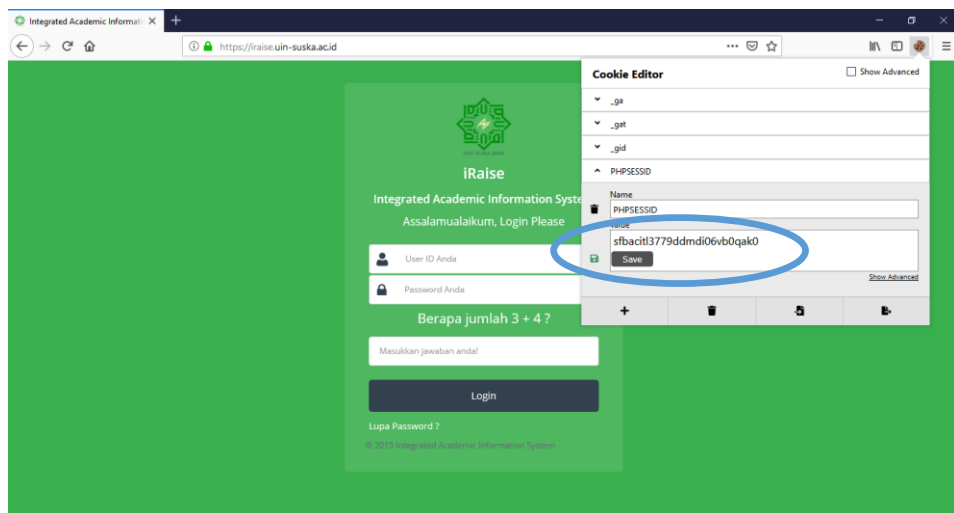 Integrated Academic Informati
https://iraise.uin-suska.ac.id
Cookie Editor
Show Advanced
_ga
_gat
_gid
PHPSESSID
Name
PHPSESSID
Value
sfbacitl3779ddmdi06vb0qak0
Save
Show Advanced
iRaise
Integrated Academic Information Syste
Assalamualaikum, Login Please
User ID Anda
Password Anda
Berapa jumlah 3 + 4 ?
Masukkan jawaban anda!
Login
Lupa Password ?
© 2015 Integrated Academic Information System